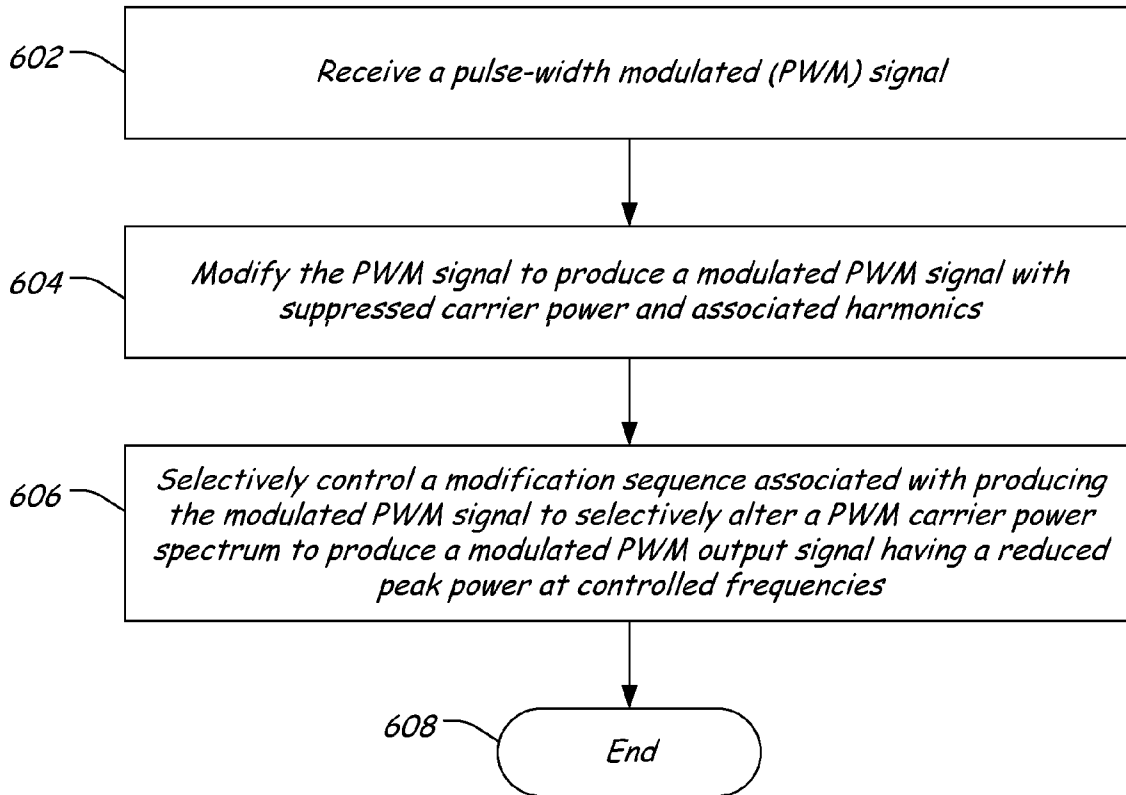 602
Receive a pulse-width modulated (PWM) signal
604
Modify the PWM signal to produce a modulated PWM signal with
suppressed carrier power and associated harmonics
606
Selectively control a modification sequence associated with producing
the modulated PWM signal to selectively alter a PWM carrier power
spectrum to produce a modulated PWM output signal having a reduced
peak power at controlled frequencies
608
End